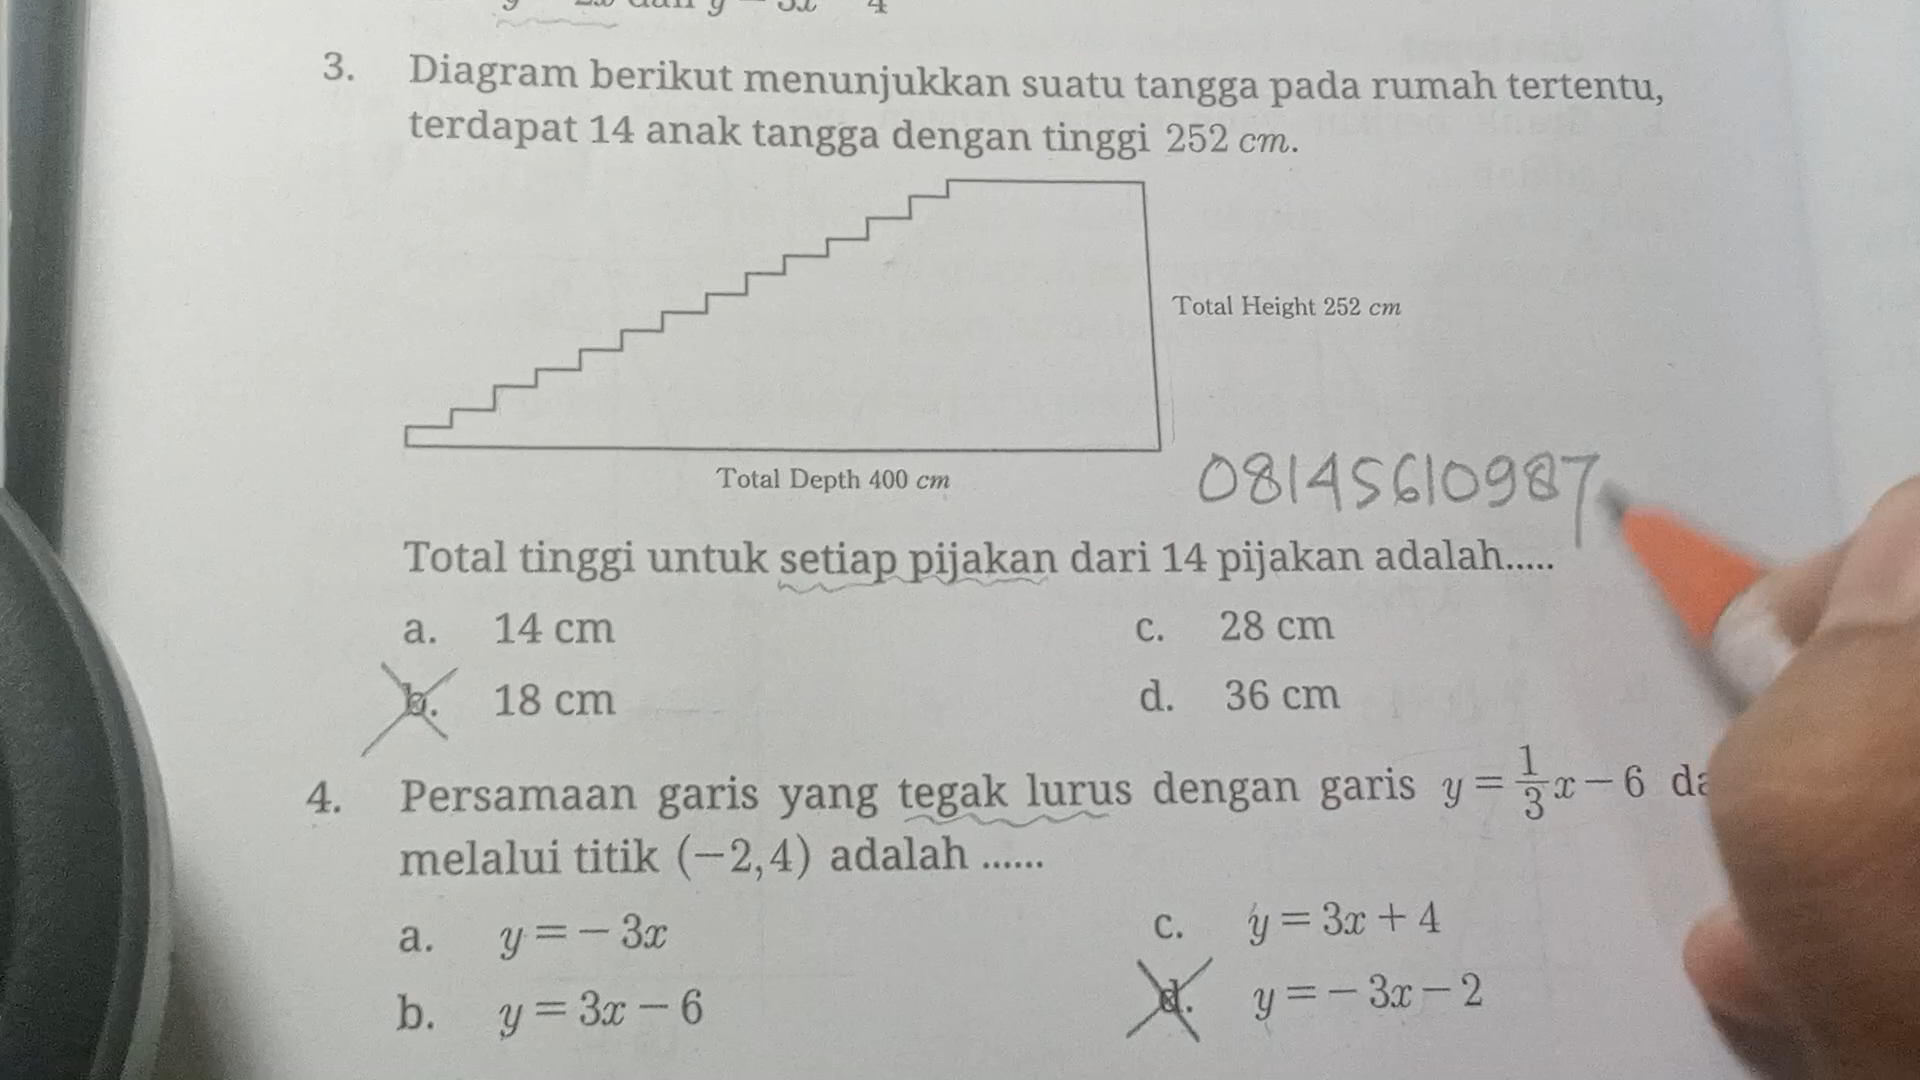 3. Diagram berikut menunjukkan suatu tangga pada rumah tertentu,
terdapat 14 anak tangga dengan tinggi 252 cm.
Total Height 252 cm
Total Depth 400 cm
08145610987
Total tinggi untuk setiap pijakan dari 14 pijakan adalah.....
a. 14 cm
c. 28 cm
b. 18 cm
d. 36 cm
4. Persamaan garis yang tegak lurus dengan garis y = 1/3 x − 6
melalui titik (−2,4) adalah ......
a. y = − 3x
c. y = 3x + 4
b. y = 3x − 6
d. y = − 3x − 2